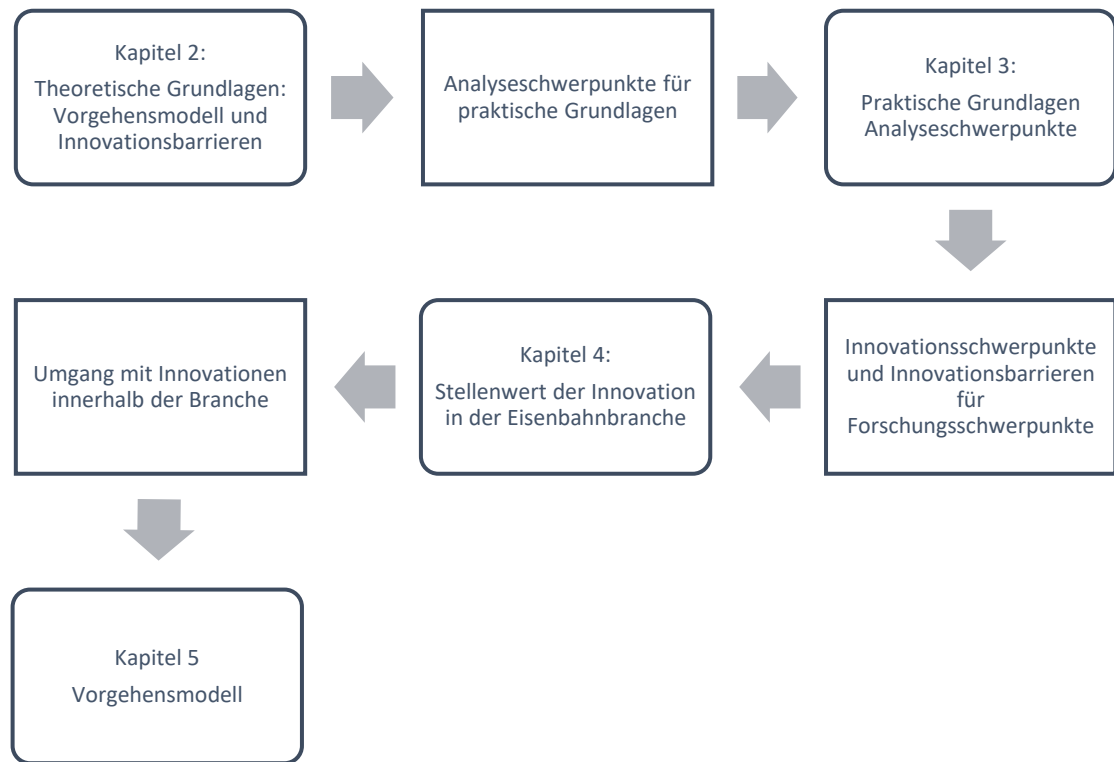 Kapitel 2:
Theoretische Grundlagen:
Vorgehensmodell und
Innovationsbarrieren
Analyseschwerpunkte für
praktische Grundlagen
Kapitel 3:
Praktische Grundlagen
Analyseschwerpunkte
Innovationsschwerpunkte
und Innovationsbarrieren
für
Forschungsschwerpunkte
Kapitel 4:
Stellenwert der Innovation
in der Eisenbahnbranche
Umgang mit Innovationen
innerhalb der Branche
Kapitel 5
Vorgehensmodell